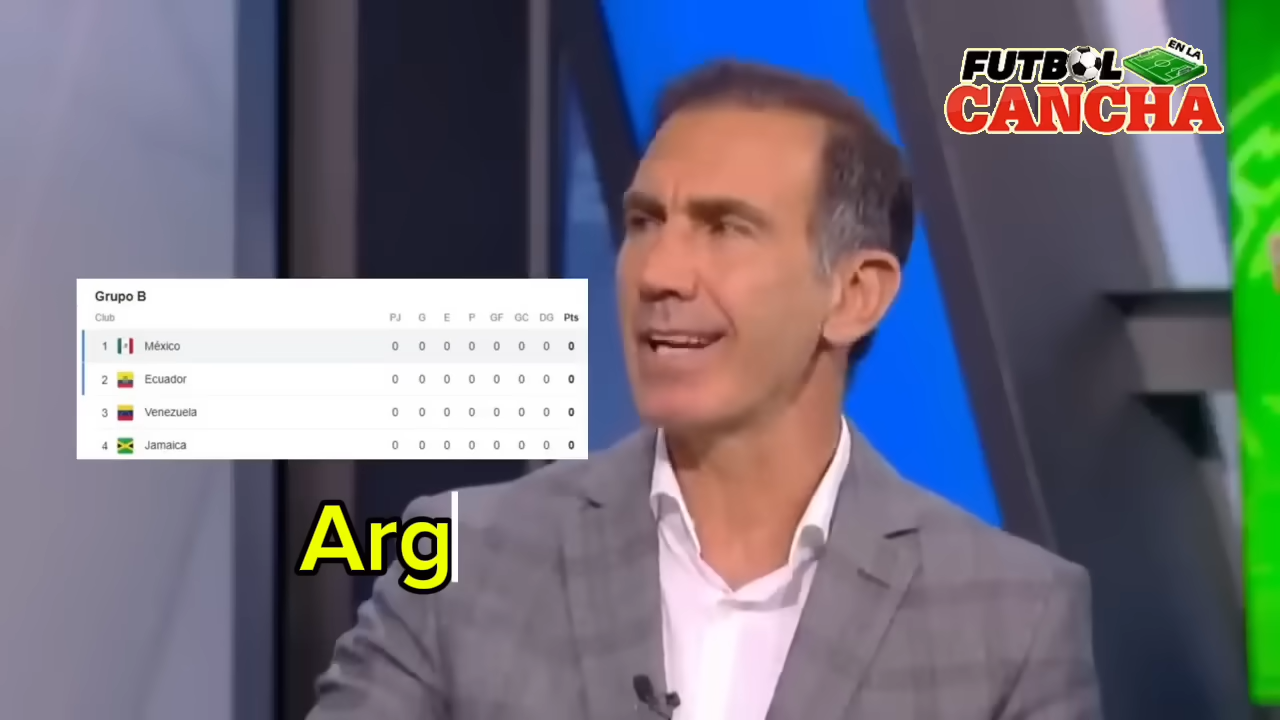 FUTBOL
EN LA
CANCHA
Grupo B
Club PJ G E P GF GC DG Pts
1 México 0 0 0 0 0 0 0 0
2 Ecuador 0 0 0 0 0 0 0 0
3 Venezuela 0 0 0 0 0 0 0 0
4 Jamaica 0 0 0 0 0 0 0 0
Arg